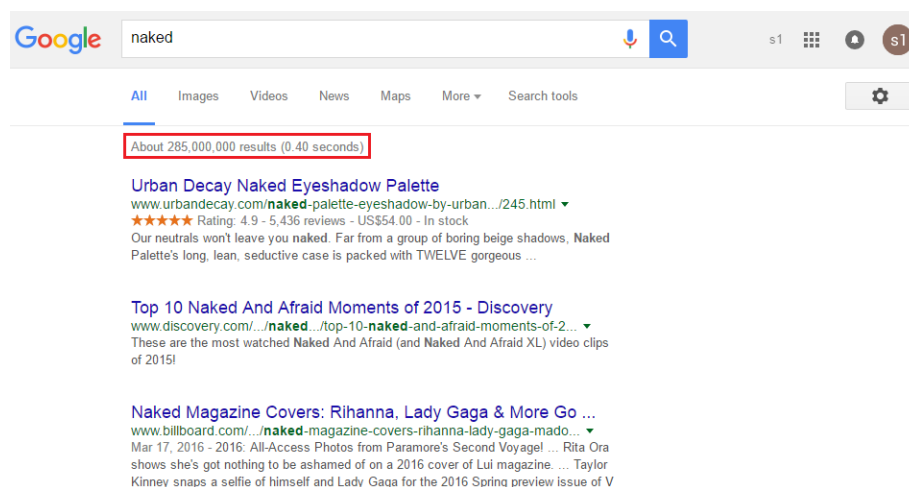 Google
naked
s1
s1
All Images Videos News Maps More Search tools
About 285,000,000 results (0.40 seconds)
Urban Decay Naked Eyeshadow Palette
www.urbandecay.com/naked-palette-eyeshadow-by-urban.../245.html
Rating: 4.9 - 5,436 reviews - US$54.00 - In stock
Our neutrals won't leave you naked. Far from a group of boring beige shadows, Naked
Palette's long, lean, seductive case is packed with TWELVE gorgeous ...
Top 10 Naked And Afraid Moments of 2015 - Discovery
www.discovery.com/.../naked.../top-10-naked-and-afraid-moments-of-2...
These are the most watched Naked And Afraid (and Naked And Afraid XL) video clips
of 2015!
Naked Magazine Covers: Rihanna, Lady Gaga & More Go ...
www.billboard.com/.../naked-magazine-covers-rihanna-lady-gaga-mado...
Mar 17, 2016 - 2016: All-Access Photos from Paramore's Second Voyage! ... Rita Ora
shows she's got nothing to be ashamed of on a 2016 cover of Lui magazine. ... Taylor
Kinney snaps a selfie of himself and Lady Gaga for the 2016 Spring preview issue of V